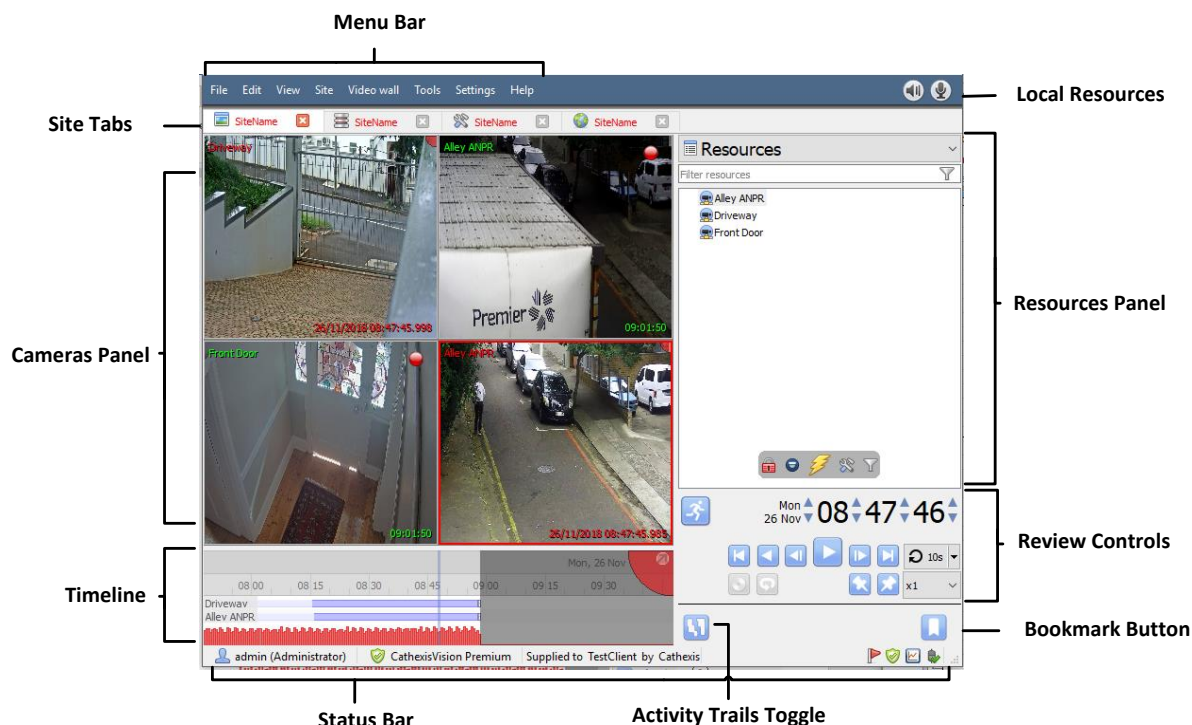 Menu Bar
File Edit View Site Video wall Tools Settings Help
Local Resources
Site Tabs
SiteName SiteName SiteName SiteName
Driveway
Alley ANPR
Resources
Filter resources
Alley ANPR
Driveway
Front Door
Premier
26/11/2018 08:47:45.998
09:01:50
Resources Panel
Cameras Panel
Front Door
Alley ANPR
09:01:50
26/11/2018 08:47:45.985
Mon
26 Nov
08 47 46
Review Controls
10s
x1
Timeline
Mon, 26 Nov
08:00 08:15 08:30 08:45 09:00 09:15 09:30
Driveway
Alley ANPR
Bookmark Button
admin (Administrator) CathexisVision Premium Supplied to TestClient by Cathexis
Status Bar
Activity Trails Toggle